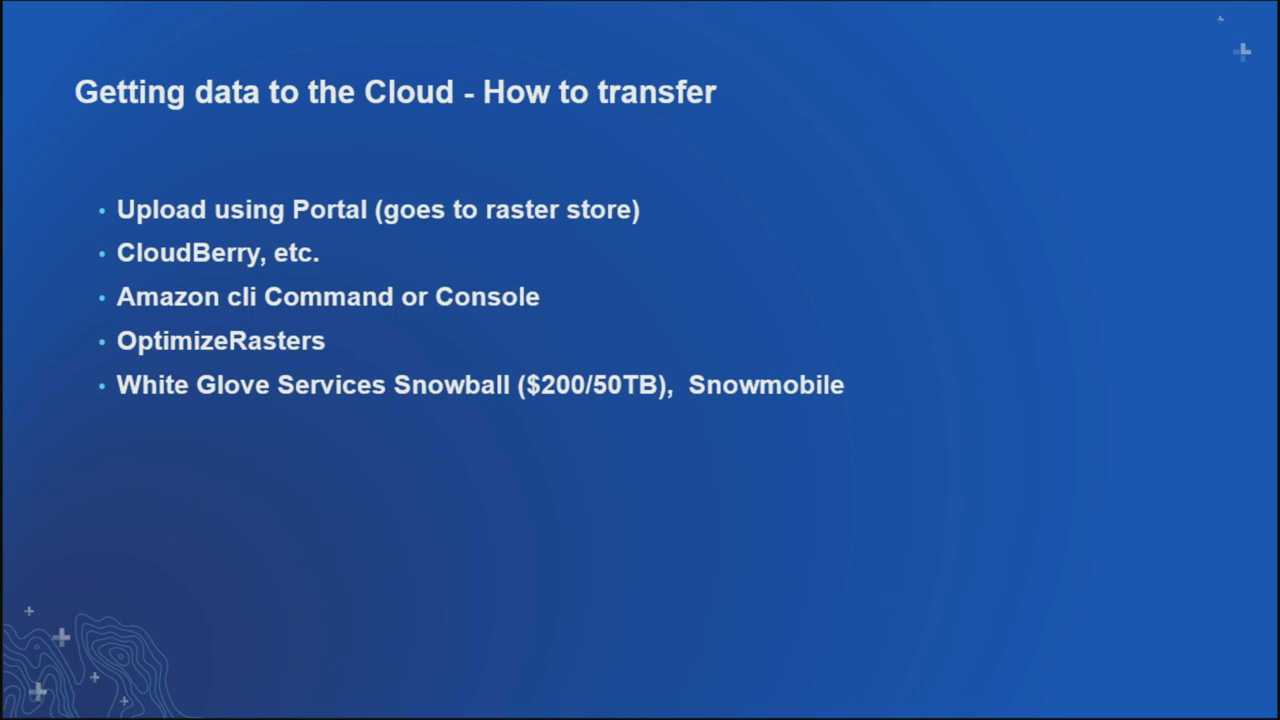 Getting data to the Cloud - How to transfer
• Upload using Portal (goes to raster store)
• CloudBerry, etc.
• Amazon cli Command or Console
• OptimizeRasters
• White Glove Services Snowball ($200/50TB),  Snowmobile